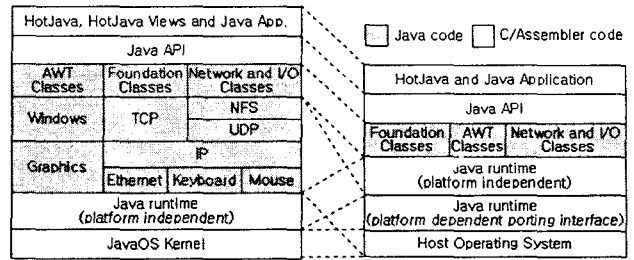 HotJava, HotJava Views and Java App.
Java API
AWT Classes
Foundation Classes
Network and I/O Classes
Windows
TCP
NFS
UDP
Graphics
IP
Ethernet
Keyboard
Mouse
Java runtime
(platform independent)
JavaOS Kernel
Java code
C/Assembler code
HotJava and Java Application
Java API
Foundation Classes
AWT Classes
Network and I/O Classes
Java runtime
(platform independent)
Java runtime
(platform dependent porting interface)
Host Operating System